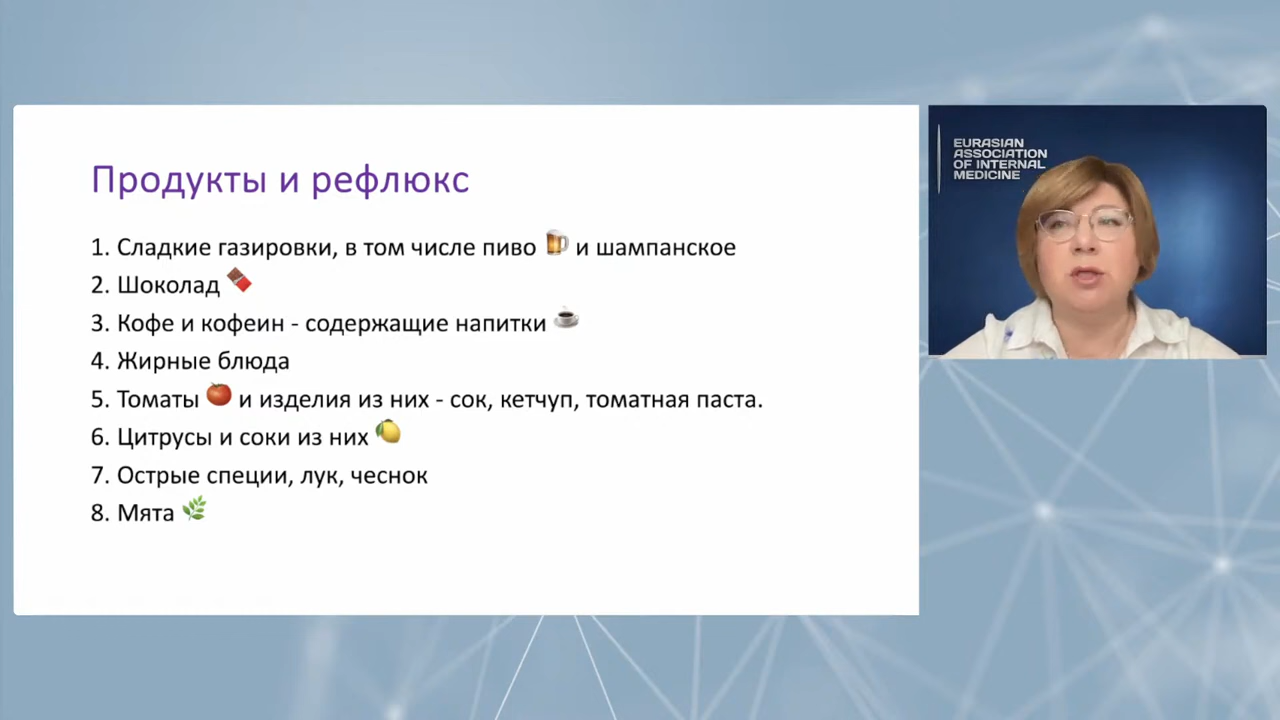 Продукты и рефлюкс
1. Сладкие газировки, в том числе пиво 🍺 и шампанское
2. Шоколад 🍫
3. Кофе и кофеин - содержащие напитки ☕
4. Жирные блюда
5. Томаты 🍅 и изделия из них - сок, кетчуп, томатная паста.
6. Цитрусы и соки из них 🍋
7. Острые специи, лук, чеснок
8. Мята 🌿
EURASIAN
ASSOCIATION
OF INTERNAL
MEDICINE